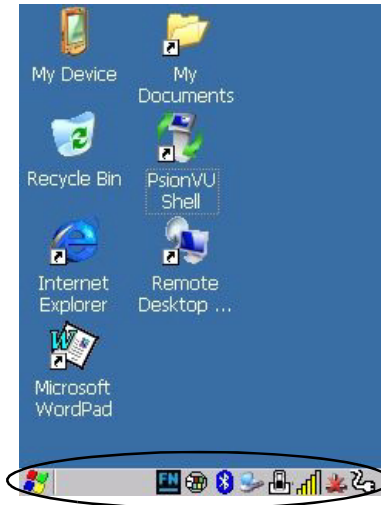 My Device
My
Documents
Recycle Bin
PsionVU
Shell
Internet
Explorer
Remote
Desktop ...
Microsoft
WordPad
FN